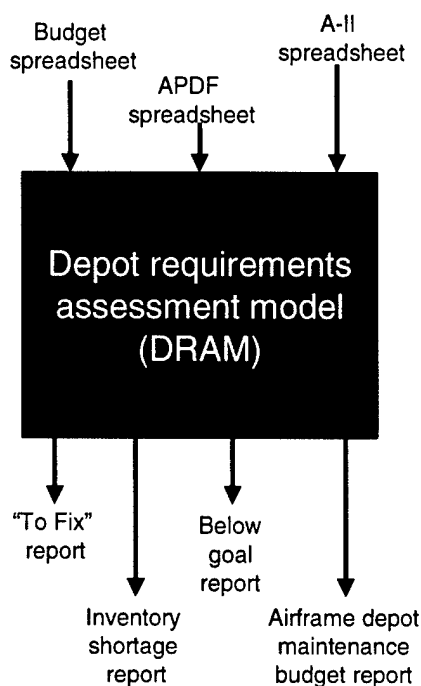 Budget
spreadsheet
APDF
spreadsheet
A-II
spreadsheet
Depot requirements
assessment model
(DRAM)
“To Fix”
report
Inventory
shortage
report
Below
goal
report
Airframe depot
maintenance
budget report